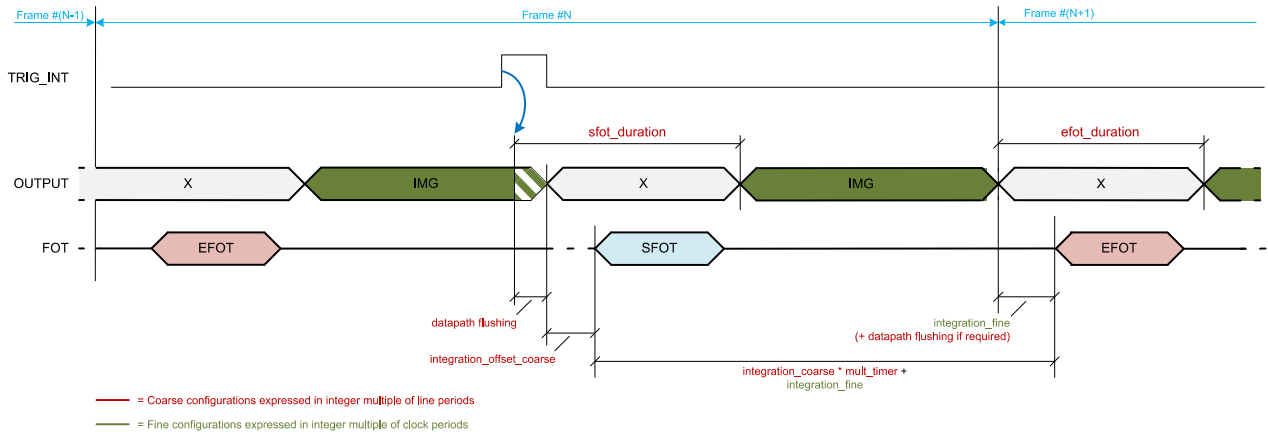 Frame #(N-1)
Frame #N
Frame #(N+1)
TRIG_INT
sfot_duration
efot_duration
OUTPUT
X
IMG
X
IMG
X
FOT
EFOT
SFOT
EFOT
datapath flushing
integration_fine
(+ datapath flushing if required)
integration_offset_coarse
integration_coarse * mult_timer +
integration_fine
= Coarse configurations expressed in integer multiple of line periods
= Fine configurations expressed in integer multiple of clock periods